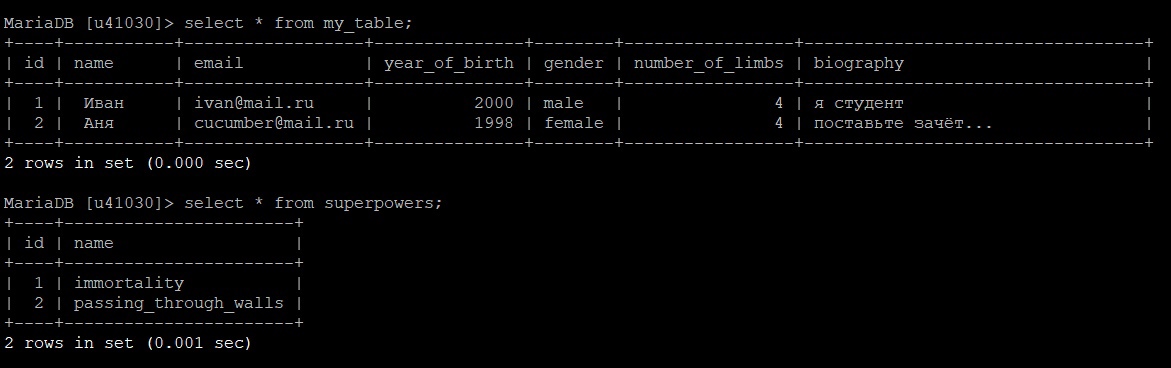 MariaDB [u41030]> select * from my_table;
+----+-----------+------------------+---------------+--------+-----------------+----------------------------------+
| id | name      | email            | year_of_birth | gender | number_of_limbs | biography                        |
+----+-----------+------------------+---------------+--------+-----------------+----------------------------------+
|  1 |  Иван     | ivan@mail.ru     |          2000 | male   |               4 | я студент                        |
|  2 |  Аня      | cucumber@mail.ru |          1998 | female |               4 | поставьте зачёт...               |
+----+-----------+------------------+---------------+--------+-----------------+----------------------------------+
2 rows in set (0.000 sec)
MariaDB [u41030]> select * from superpowers;
+----+-----------------------+
| id | name                  |
+----+-----------------------+
|  1 | immortality           |
|  2 | passing_through_walls |
+----+-----------------------+
2 rows in set (0.001 sec)